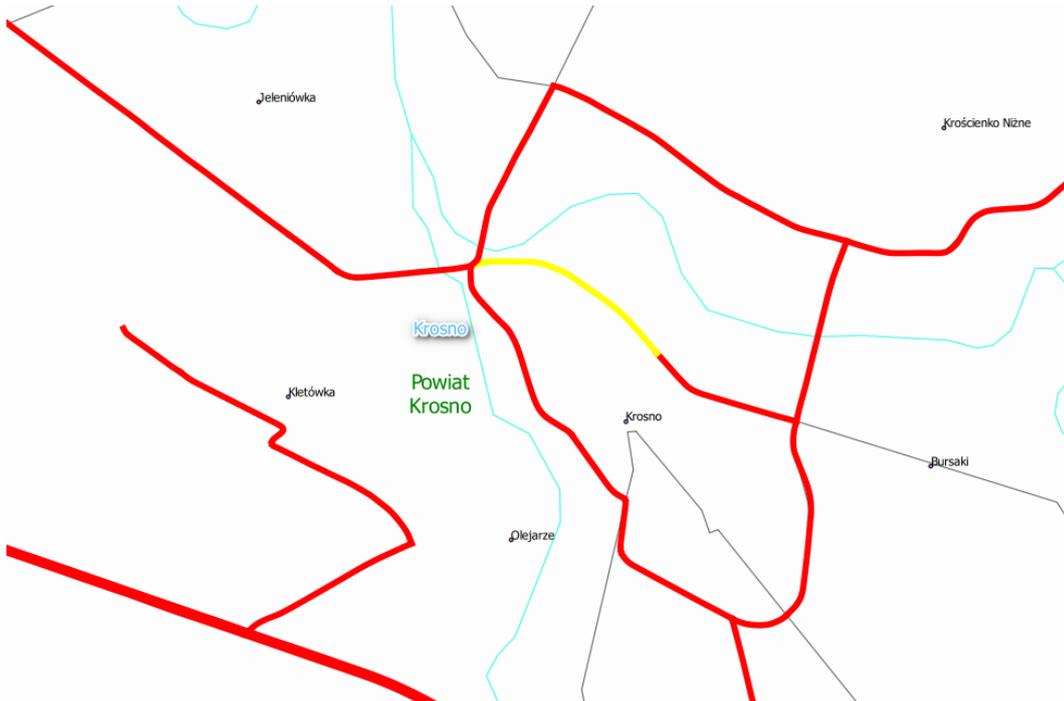 Jeleniówka
Krościenko Niżne
Krosno
Powiat
Krosno
Kletówka
Krosno
Bursaki
Olejarze